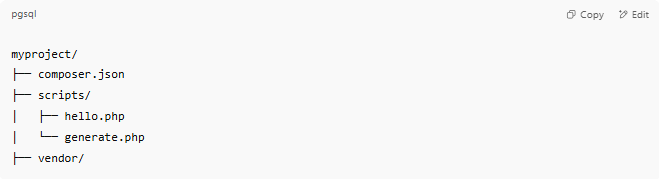 pgsql Copy Edit
myproject/
├── composer.json
├── scripts/
│   ├── hello.php
│   └── generate.php
├── vendor/